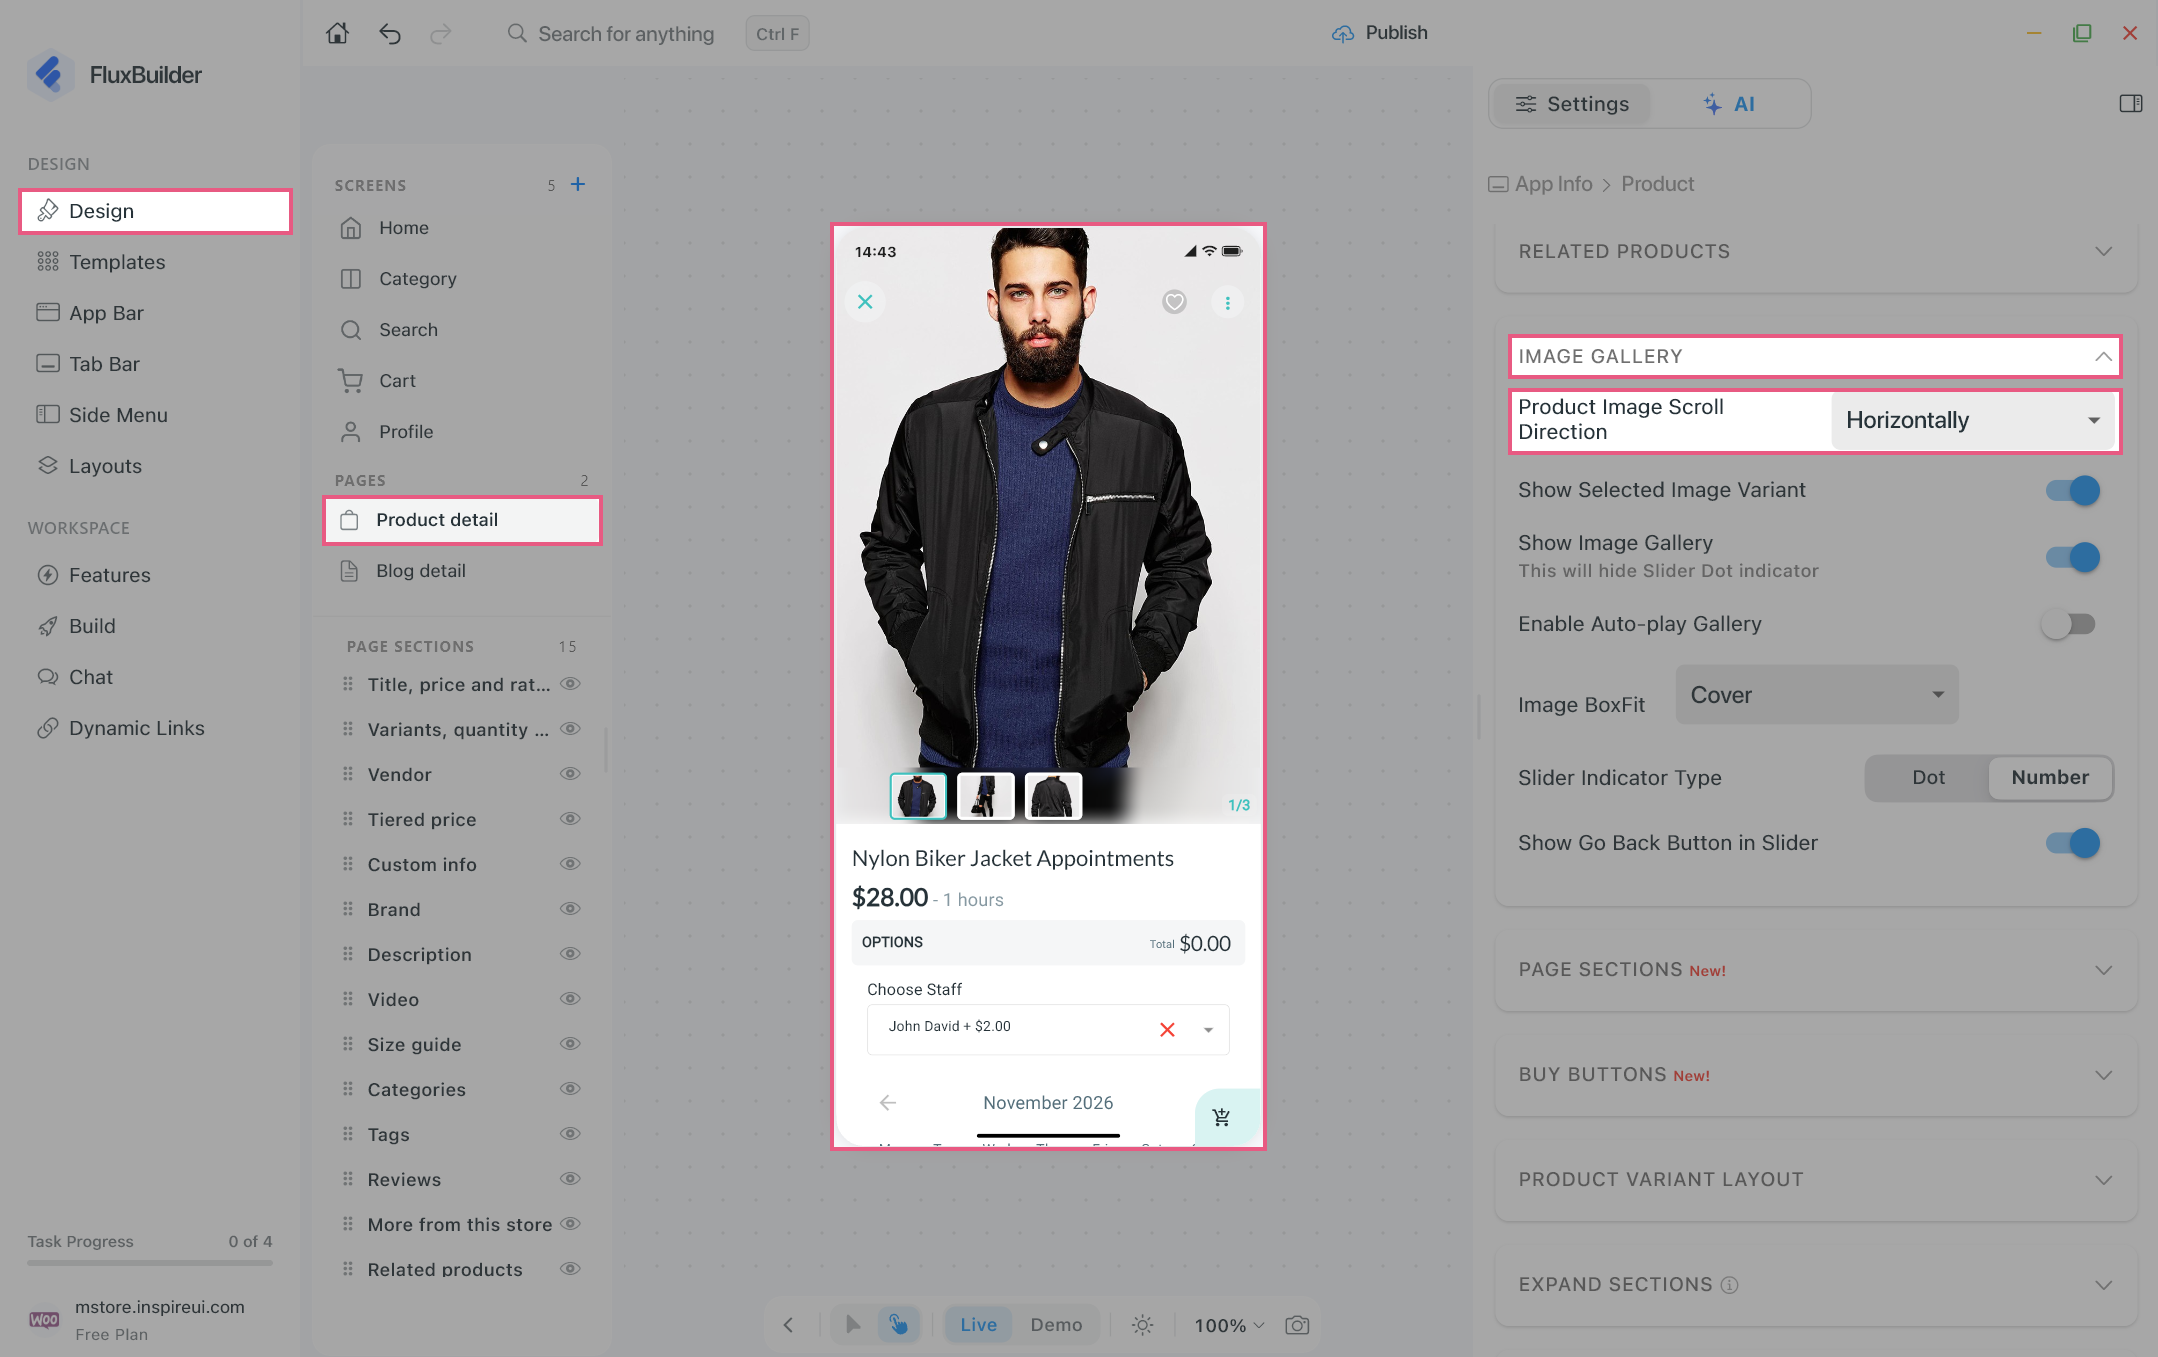 FluxBuilder
Search for anything
Ctrl F
Publish
DESIGN
Design
Templates
App Bar
Tab Bar
Side Menu
Layouts
WORKSPACE
Features
Build
Chat
Dynamic Links
Task Progress 0 of 4
WOO
mstore.inspireui.com
Free Plan
SCREENS 5
Home
Category
Search
Cart
Profile
PAGES 2
Product detail
Blog detail
PAGE SECTIONS 15
Title, price and rat...
Variants, quantity ...
Vendor
Tiered price
Custom info
Brand
Description
Video
Size guide
Categories
Tags
Reviews
More from this store
Related products
14:43
1/3
Nylon Biker Jacket Appointments
$28.00 - 1 hours
OPTIONS Total $0.00
Choose Staff
John David + $2.00
November 2026
Live Demo 100%
Settings AI
App Info > Product
RELATED PRODUCTS
IMAGE GALLERY
Product Image Scroll
Direction
Horizontally
Show Selected Image Variant
Show Image Gallery
This will hide Slider Dot indicator
Enable Auto-play Gallery
Image BoxFit Cover
Slider Indicator Type Dot Number
Show Go Back Button in Slider
PAGE SECTIONS New!
BUY BUTTONS New!
PRODUCT VARIANT LAYOUT
EXPAND SECTIONS